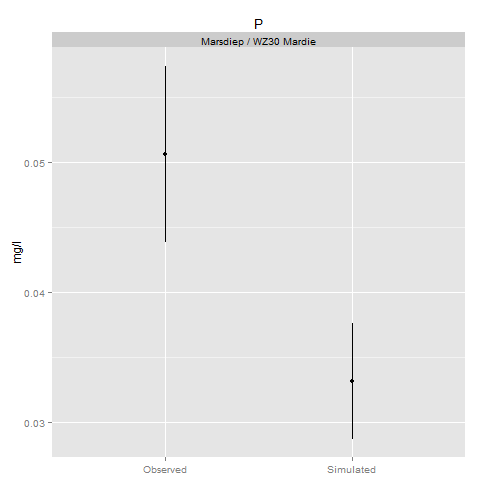 P
Marsdiep / WZ30 Mardie
mg/l
0.05
0.04
0.03
Observed Simulated